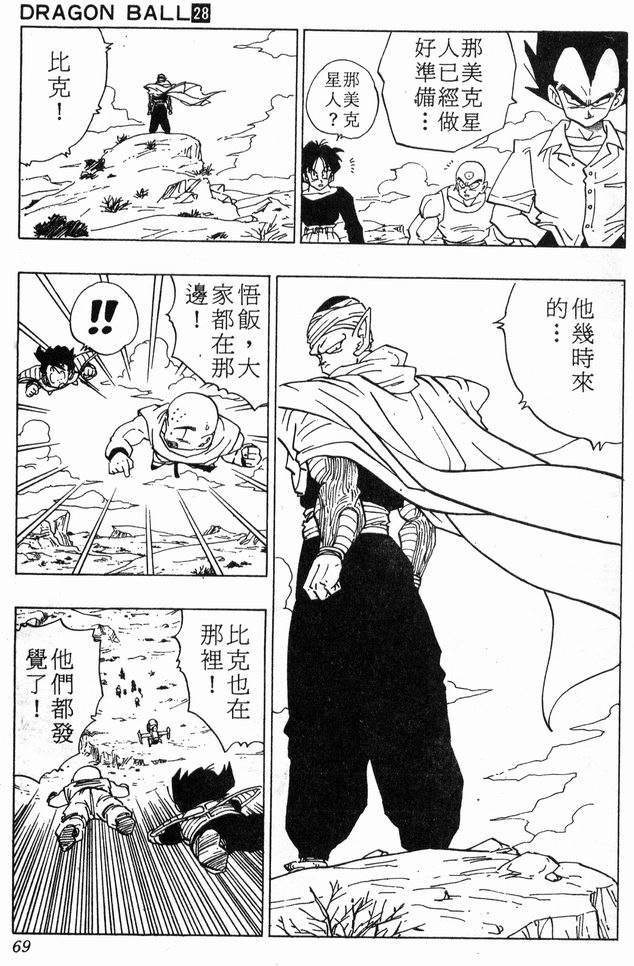 DRAGON BALL 28
那美克星
人已經做
好準備…
那美克
星人？
比克！
他幾時來
的…
悟飯，大
家都在那
邊！
!!
比克也在
那裡！
他們都發
覺了！
69